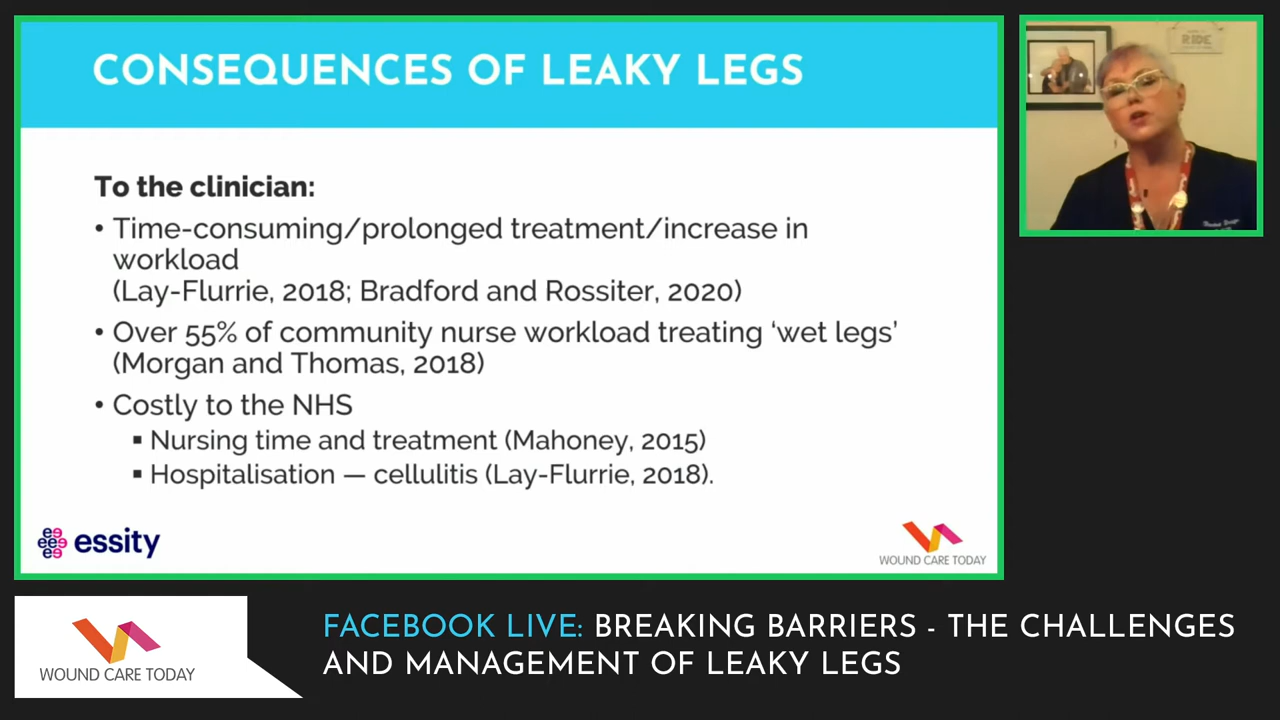 CONSEQUENCES OF LEAKY LEGS
To the clinician:
• Time-consuming/prolonged treatment/increase in
workload
(Lay-Flurrie, 2018; Bradford and Rossiter, 2020)
• Over 55% of community nurse workload treating ‘wet legs’
(Morgan and Thomas, 2018)
• Costly to the NHS
▪ Nursing time and treatment (Mahoney, 2015)
▪ Hospitalisation — cellulitis (Lay-Flurrie, 2018).
essity
WOUND CARE TODAY
RIDE
WOUND CARE TODAY
FACEBOOK LIVE: BREAKING BARRIERS - THE CHALLENGES
AND MANAGEMENT OF LEAKY LEGS